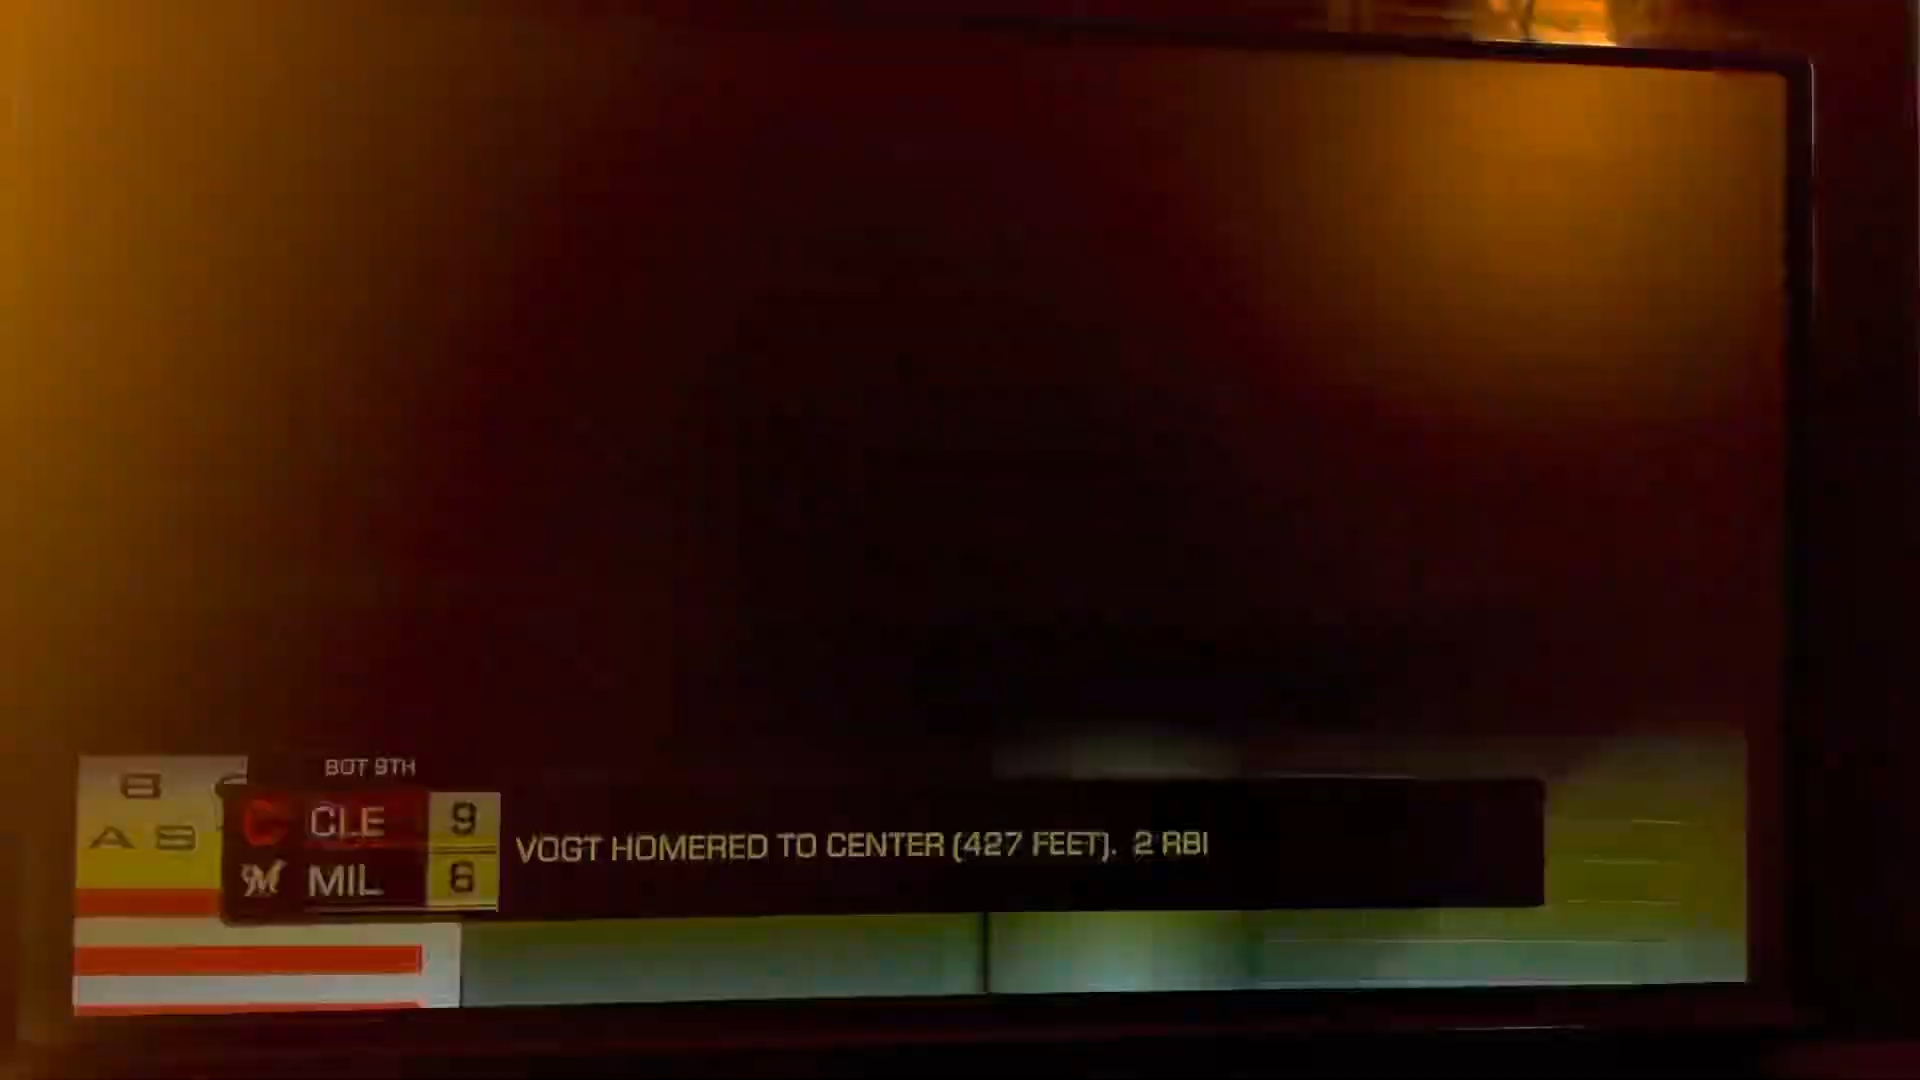 BOT 9TH
CLE 9
MIL 6
VOGT HOMERED TO CENTER (427 FEET). 2 RBI
B
A S